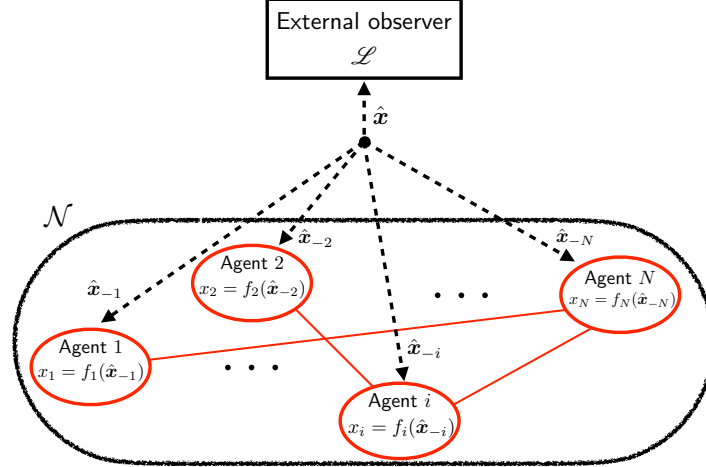 External observer
ℒ
x̂
𝒩
x̂₋₂
x̂₋N
Agent 2
x₂ = f₂(x̂₋₂)
Agent N
x_N = f_N(x̂₋N)
x̂₋₁
. . .
Agent 1
x₁ = f₁(x̂₋₁)
x̂₋ᵢ
. . .
Agent i
xᵢ = fᵢ(x̂₋ᵢ)